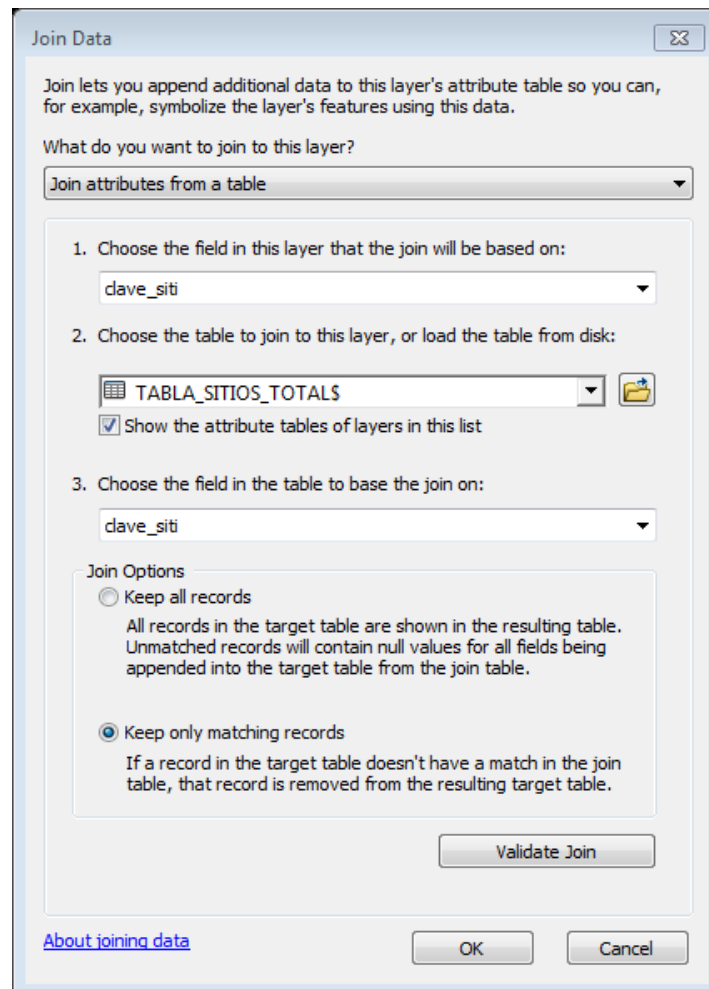 Join Data
Join lets you append additional data to this layer's attribute table so you can,
for example, symbolize the layer's features using this data.
What do you want to join to this layer?
Join attributes from a table
1. Choose the field in this layer that the join will be based on:
clave_siti
2. Choose the table to join to this layer, or load the table from disk:
TABLA_SITIOS_TOTAL$
Show the attribute tables of layers in this list
3. Choose the field in the table to base the join on:
clave_siti
Join Options
Keep all records
All records in the target table are shown in the resulting table.
Unmatched records will contain null values for all fields being
appended into the target table from the join table.
Keep only matching records
If a record in the target table doesn't have a match in the join
table, that record is removed from the resulting target table.
Validate Join
About joining data
OK
Cancel